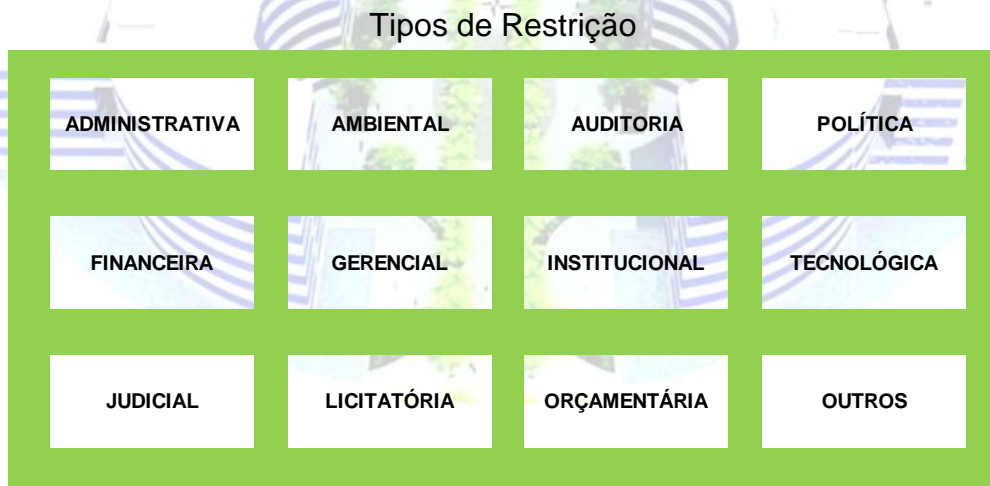 Tipos de Restrição
ADMINISTRATIVA
AMBIENTAL
AUDITORIA
POLÍTICA
FINANCEIRA
GERENCIAL
INSTITUCIONAL
TECNOLÓGICA
JUDICIAL
LICITATÓRIA
ORÇAMENTÁRIA
OUTROS